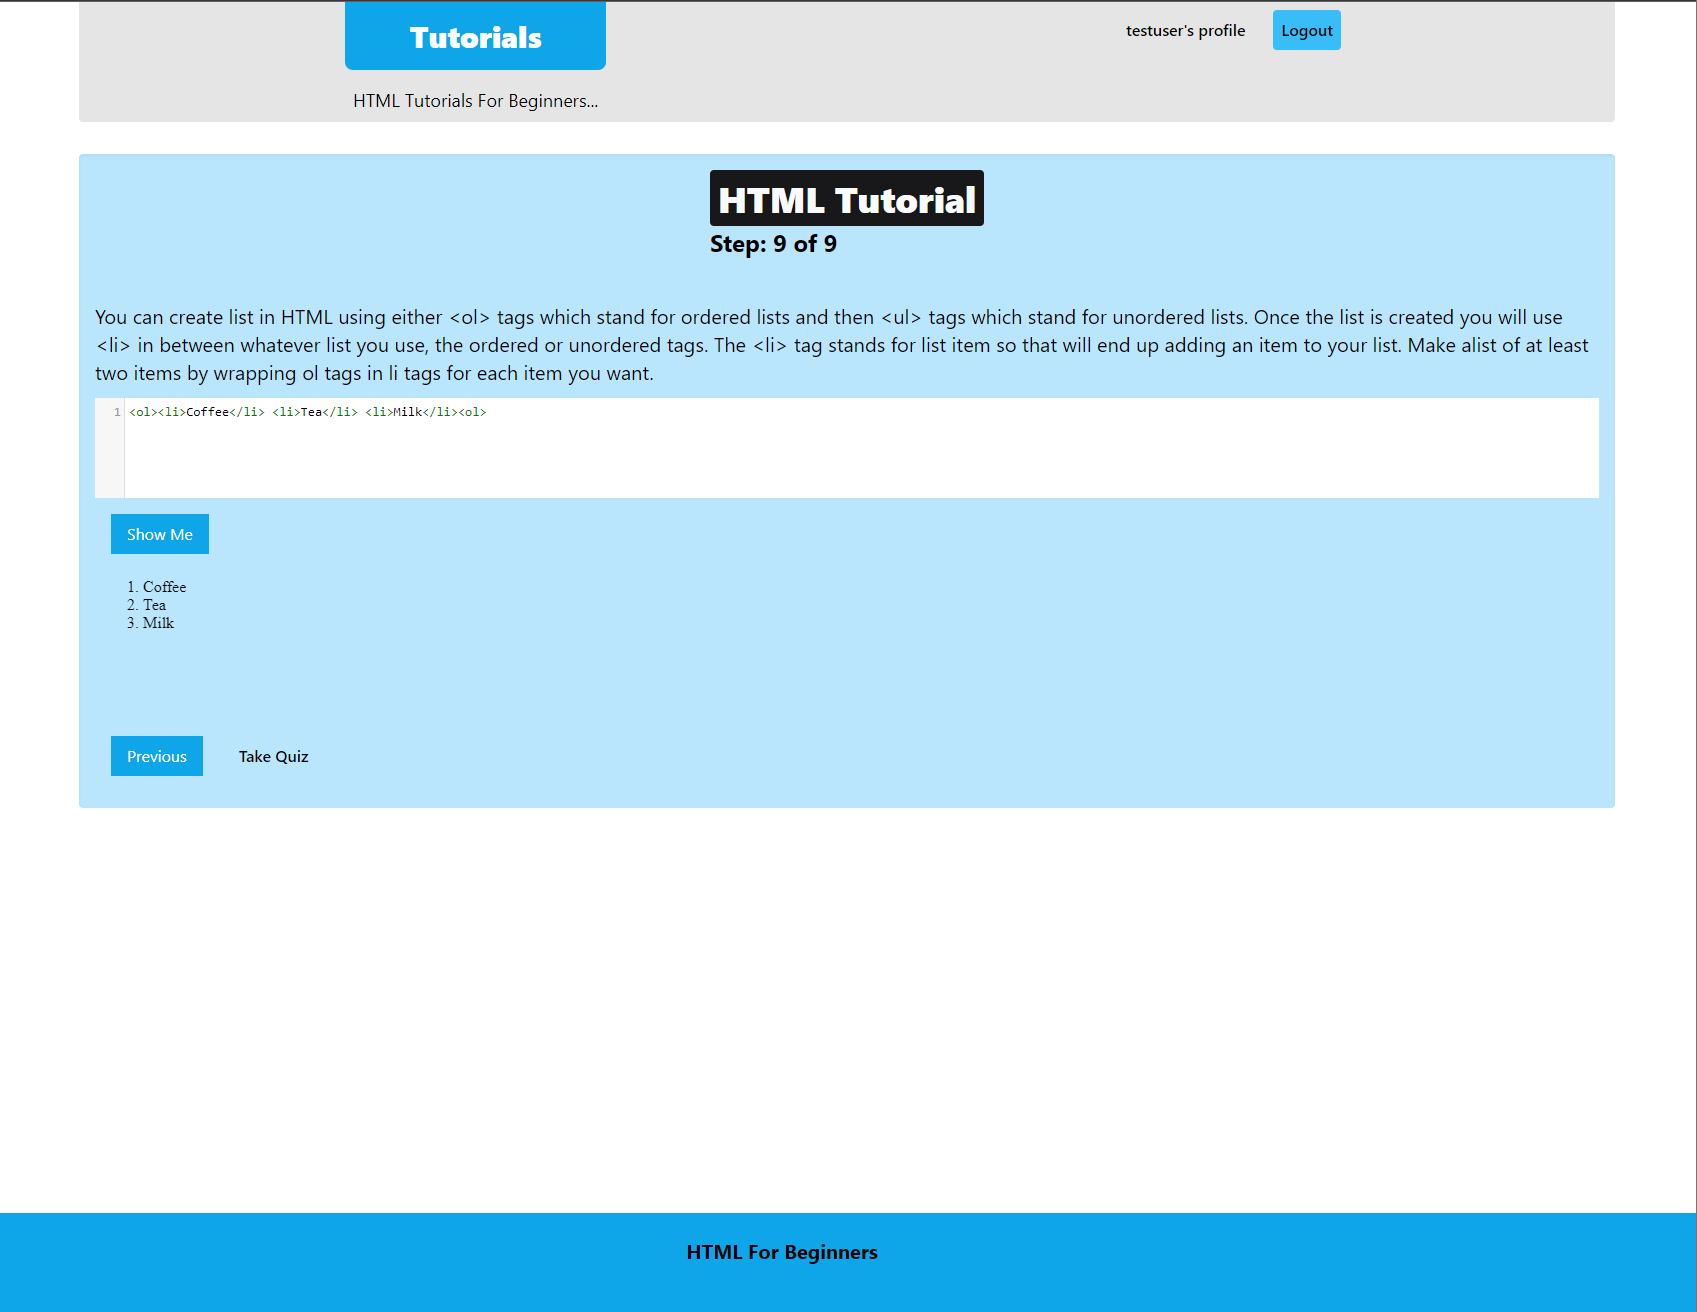 Tutorials
testuser's profile
Logout
HTML Tutorials For Beginners...
HTML Tutorial
Step: 9 of 9
You can create list in HTML using either <ol> tags which stand for ordered lists and then <ul> tags which stand for unordered lists. Once the list is created you will use
<li> in between whatever list you use, the ordered or unordered tags. The <li> tag stands for list item so that will end up adding an item to your list. Make alist of at least
two items by wrapping ol tags in li tags for each item you want.
1 <ol><li>Coffee</li> <li>Tea</li> <li>Milk</li><ol>
Show Me
1. Coffee
2. Tea
3. Milk
Previous
Take Quiz
HTML For Beginners